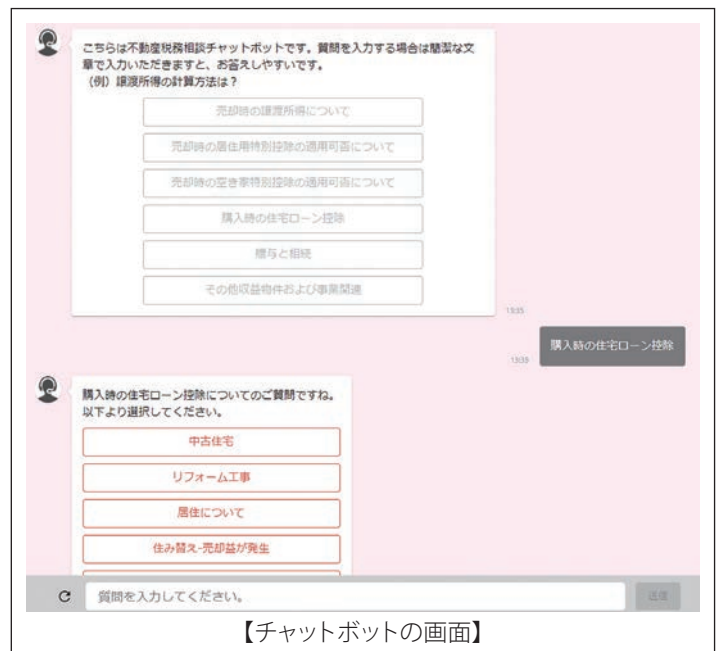 こちらは不動産税務相談チャットボットです。質問を入力する場合は簡潔な文
章で入力いただきますと、お答えしやすいです。
(例)譲渡所得の計算方法は?
売却時の譲渡所得について
売却時の居住用特別控除の適用可否について
売却時の空き家特別控除の適用可否について
購入時の住宅ローン控除
贈与と相続
その他収益物件および事業関連
購入時の住宅ローン控除
購入時の住宅ローン控除についてのご質問ですね。
以下より選択してください。
中古住宅
リフォーム工事
居住について
住み替え-売却益が発生
質問を入力してください。
送信
【チャットボットの画面】